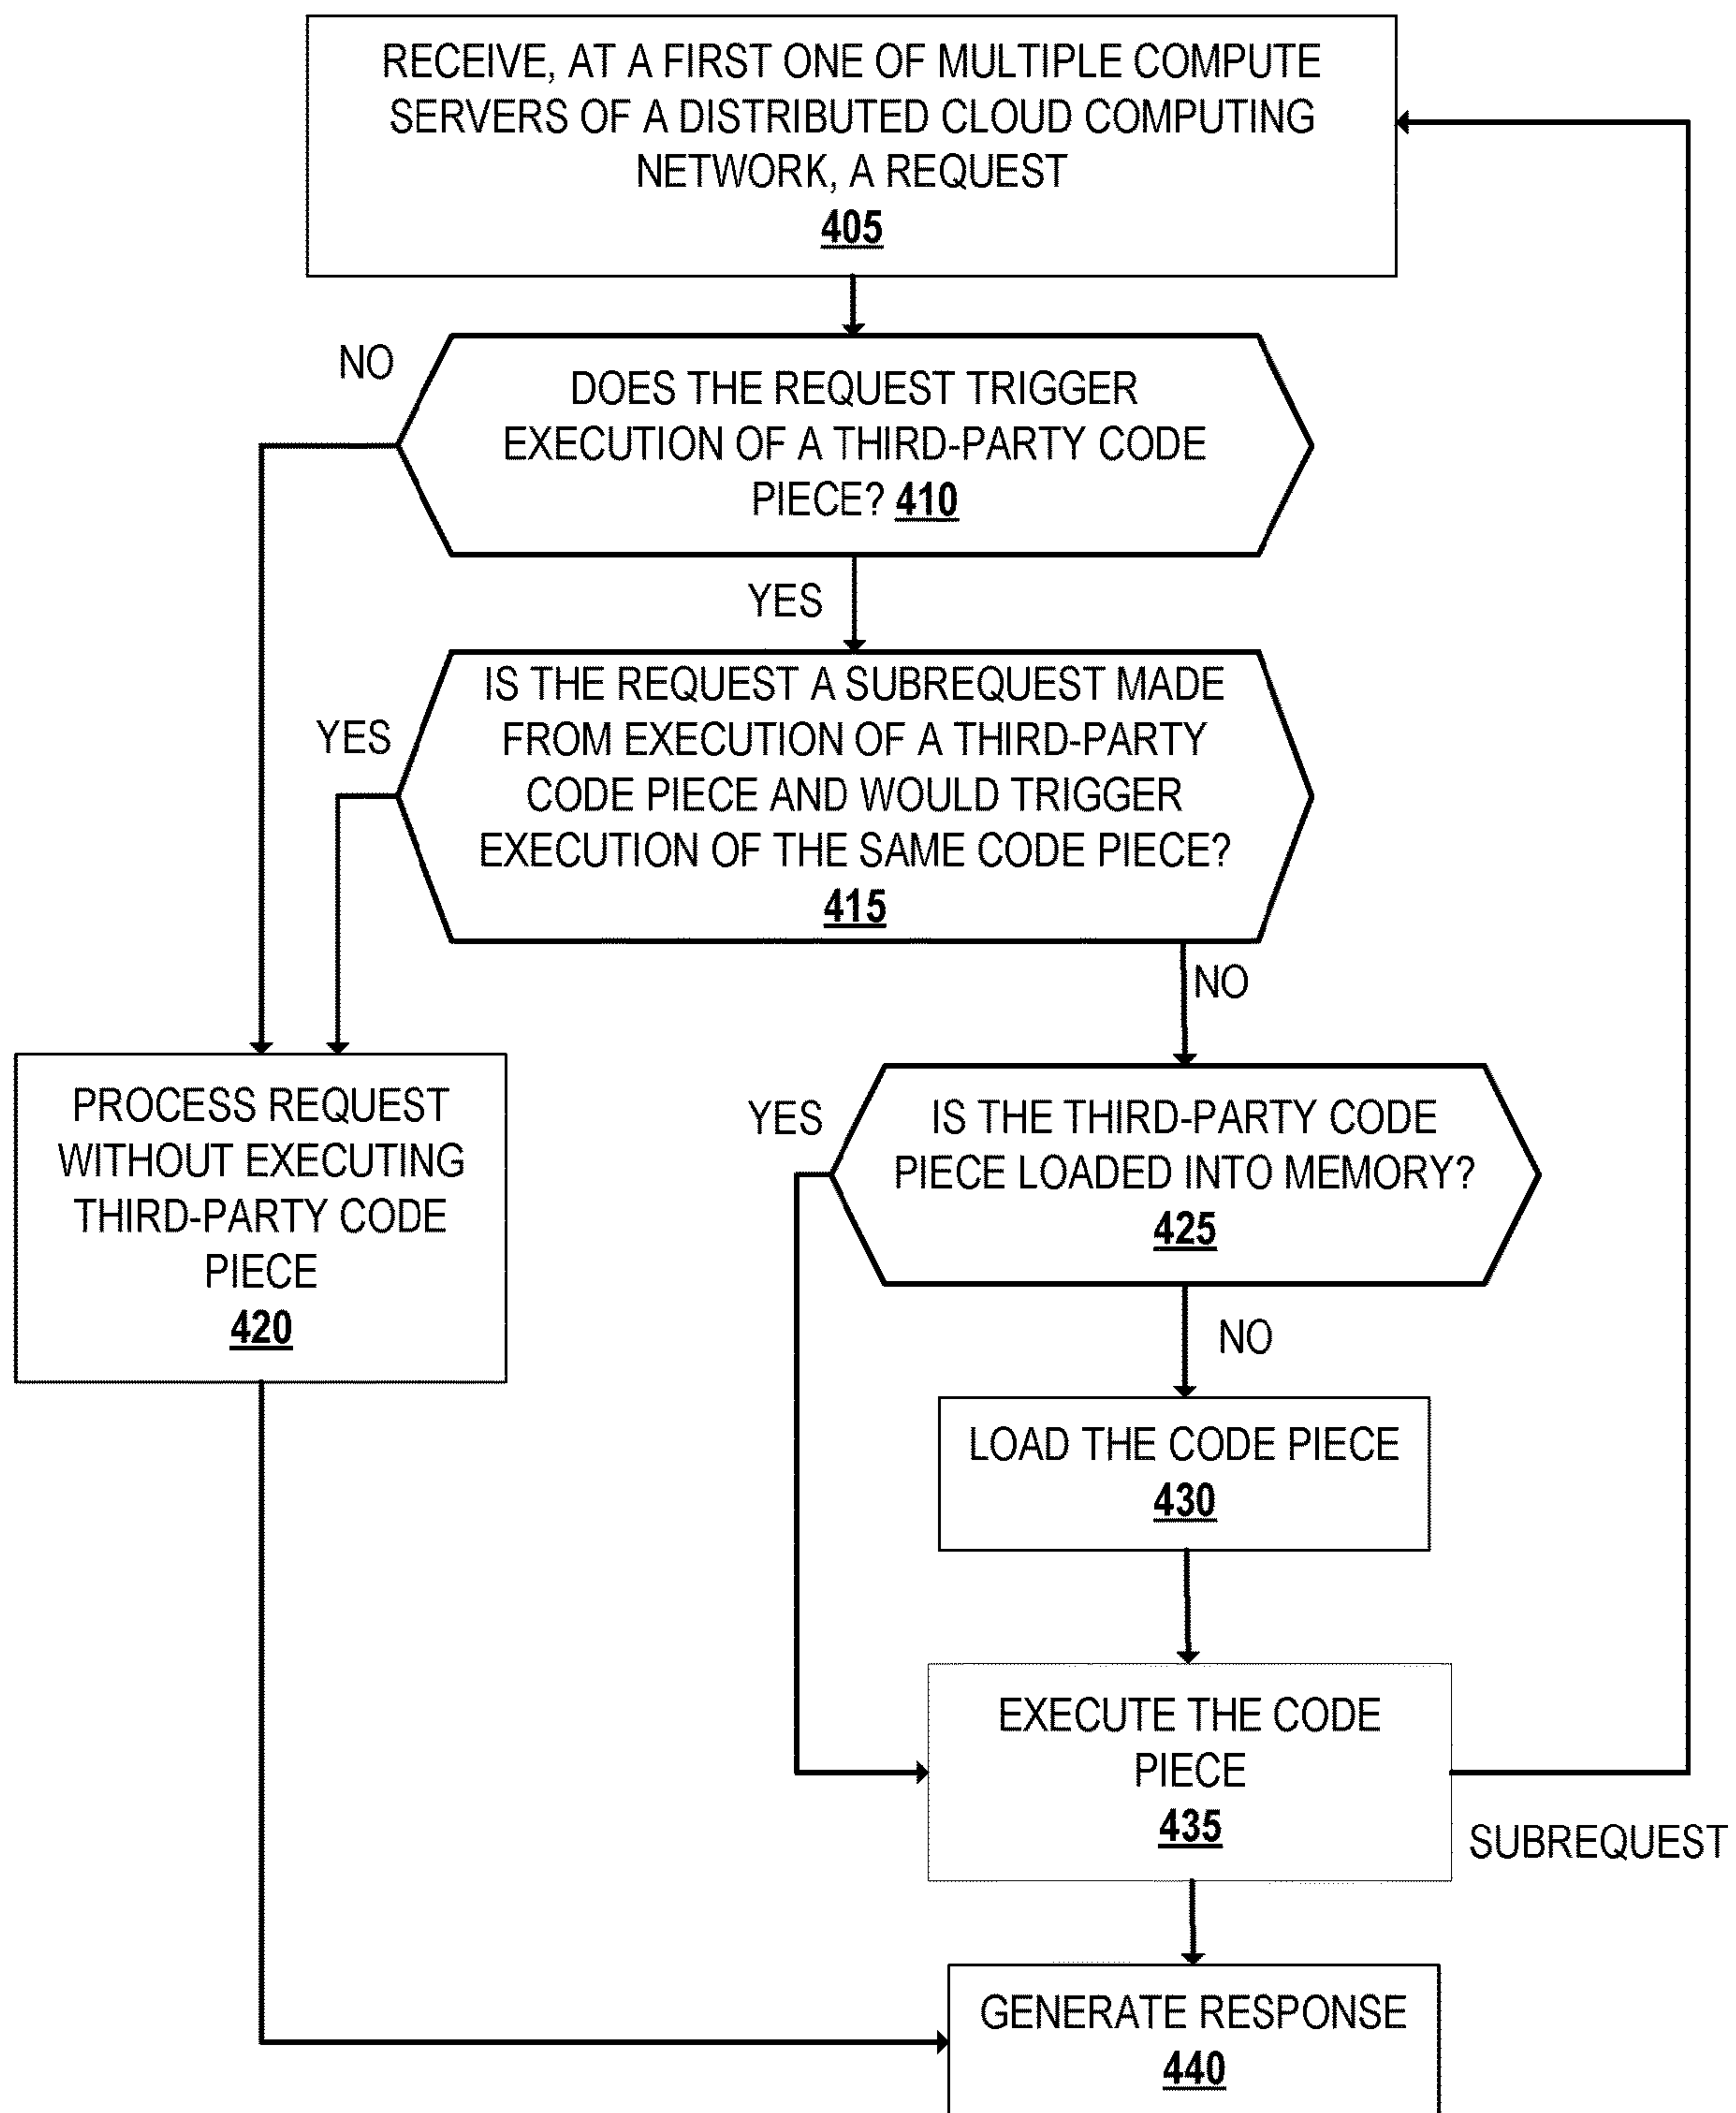 RECEIVE, AT A FIRST ONE OF MULTIPLE COMPUTE
SERVERS OF A DISTRIBUTED CLOUD COMPUTING
NETWORK, A REQUEST
405
NO
DOES THE REQUEST TRIGGER
EXECUTION OF A THIRD-PARTY CODE
PIECE? 410
YES
IS THE REQUEST A SUBREQUEST MADE
FROM EXECUTION OF A THIRD-PARTY
CODE PIECE AND WOULD TRIGGER
EXECUTION OF THE SAME CODE PIECE?
415
YES
NO
PROCESS REQUEST
WITHOUT EXECUTING
THIRD-PARTY CODE
PIECE
420
YES
IS THE THIRD-PARTY CODE
PIECE LOADED INTO MEMORY?
425
NO
LOAD THE CODE PIECE
430
EXECUTE THE CODE
PIECE
435
SUBREQUEST
GENERATE RESPONSE
440